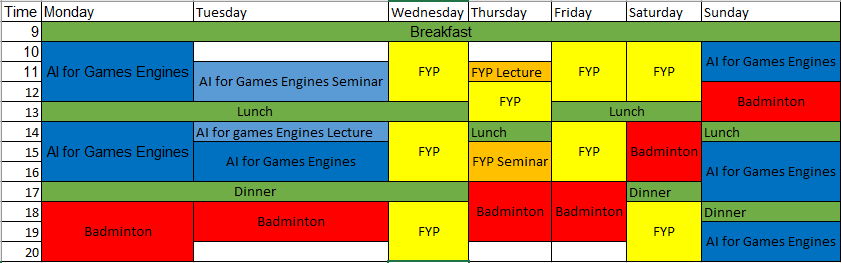 Time Monday Tuesday Wednesday Thursday Friday Saturday Sunday
9 Breakfast
10
AI for Games Engines FYP FYP FYP AI for Games Engines
11 AI for Games Engines Seminar FYP Lecture
12 FYP Badminton
13 Lunch Lunch
14 AI for games Engines Lecture Lunch Lunch
AI for Games Engines FYP FYP Badminton
15 AI for Games Engines FYP Seminar
16 AI for Games Engines
17 Dinner Dinner
18 Badminton Badminton Dinner
19 Badminton Badminton FYP FYP
20 AI for Games Engines